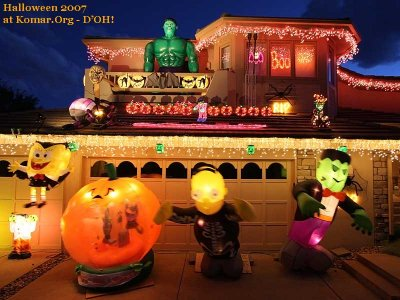 Halloween 2007
at Komar.Org - D'OH!
BOO